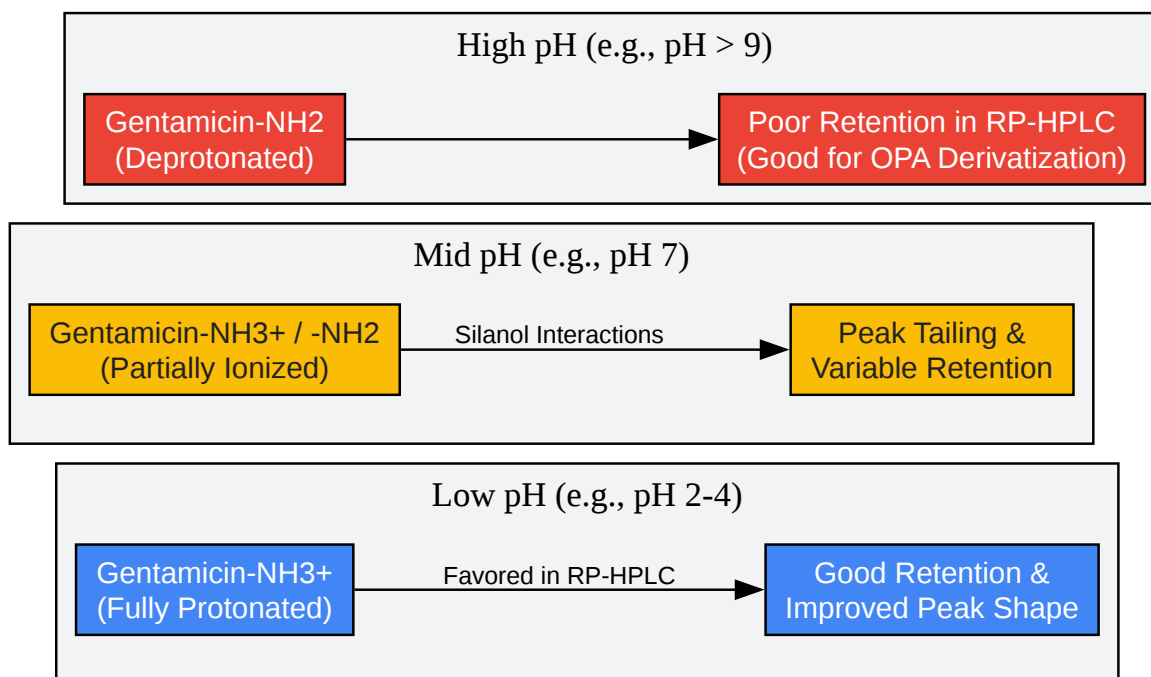 High pH (e.g., pH > 9)
Gentamicin-NH2
(Deprotonated)
Poor Retention in RP-HPLC
(Good for OPA Derivatization)
Mid pH (e.g., pH 7)
Gentamicin-NH3+ / -NH2
(Partially Ionized)
Silanol Interactions
Peak Tailing &
Variable Retention
Low pH (e.g., pH 2-4)
Gentamicin-NH3+
(Fully Protonated)
Favored in RP-HPLC
Good Retention &
Improved Peak Shape